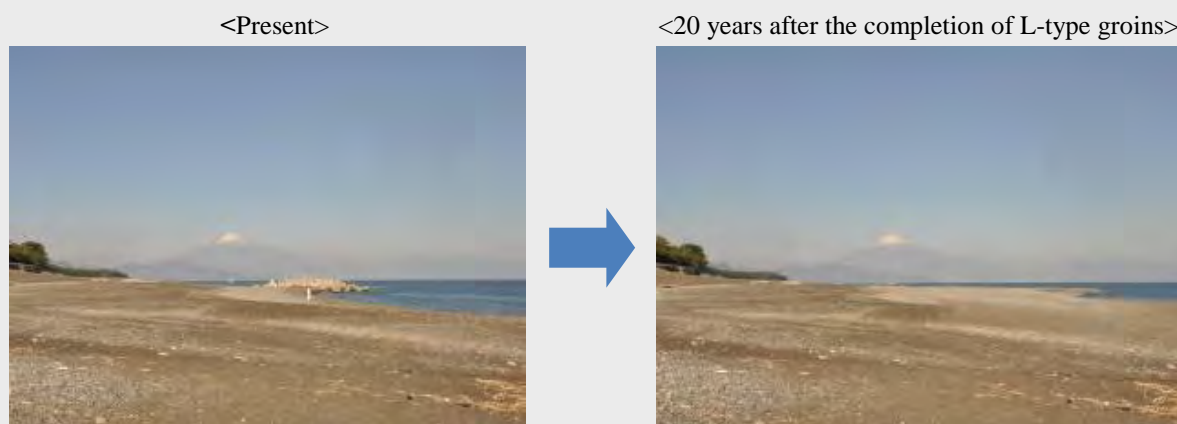 <Present>
<20 years after the completion of L-type groins>